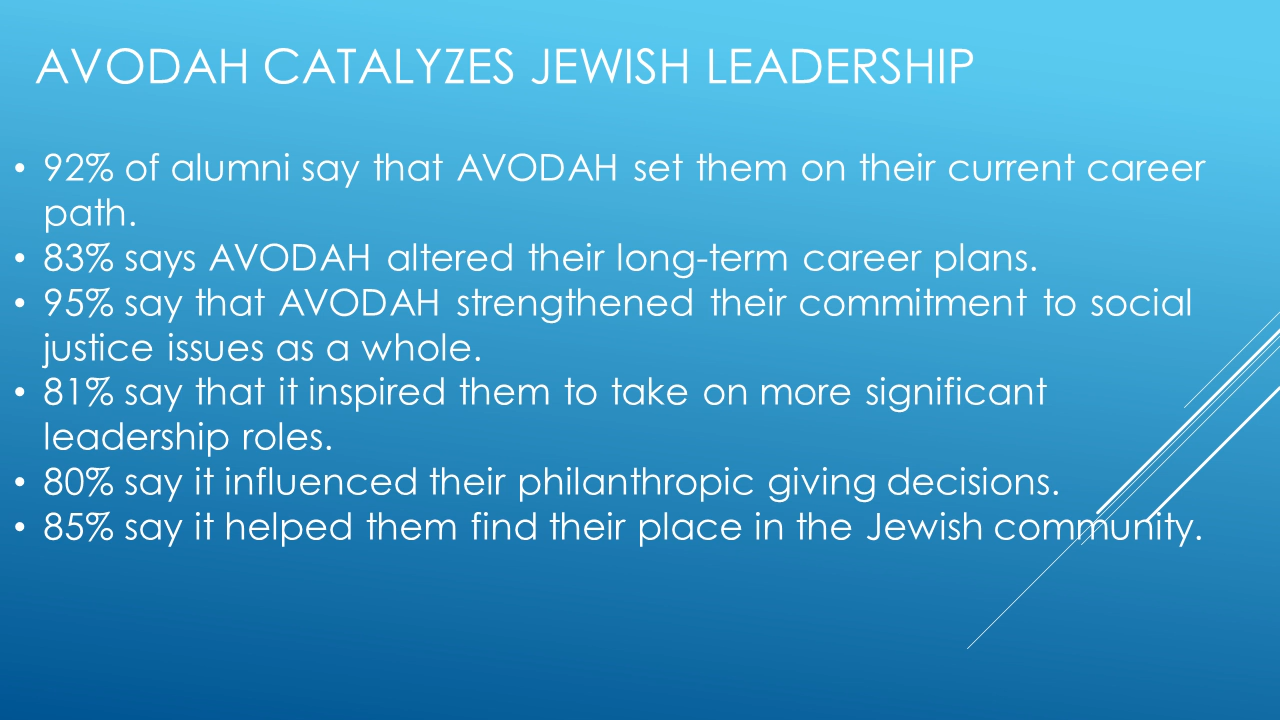 AVODAH CATALYZES JEWISH LEADERSHIP
• 92% of alumni say that AVODAH set them on their current career
path.
• 83% says AVODAH altered their long-term career plans.
• 95% say that AVODAH strengthened their commitment to social
justice issues as a whole.
• 81% say that it inspired them to take on more significant
leadership roles.
• 80% say it influenced their philanthropic giving decisions.
• 85% say it helped them find their place in the Jewish community.